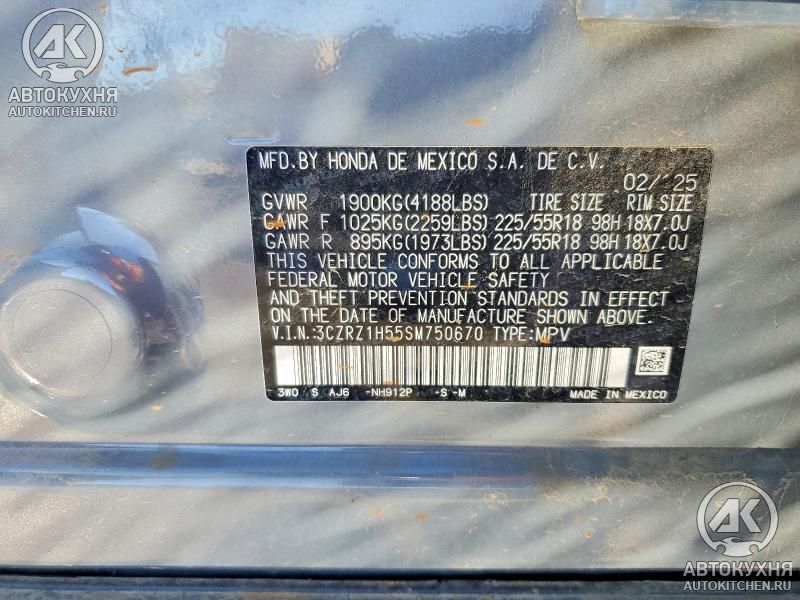 AK
АВТОКУХНЯ
AUTOKITCHEN.RU
MFD.BY HONDA DE MEXICO S.A. DE C.V.
02/'25
GVWR 1900KG(4188LBS) TIRE SIZE RIM SIZE
GAWR F 1025KG(2259LBS) 225/55R18 98H 18X7.0J
GAWR R 895KG(1973LBS) 225/55R18 98H 18X7.0J
THIS VEHICLE CONFORMS TO ALL APPLICABLE
FEDERAL MOTOR VEHICLE SAFETY
AND THEFT PREVENTION STANDARDS IN EFFECT
ON THE DATE OF MANUFACTURE SHOWN ABOVE.
V.I.N.:3CZRZ1H55SM750670 TYPE:MPV
3W0 S AJ6 -NH912P -S-M MADE IN MEXICO
AK
АВТОКУХНЯ
AUTOKITCHEN.RU